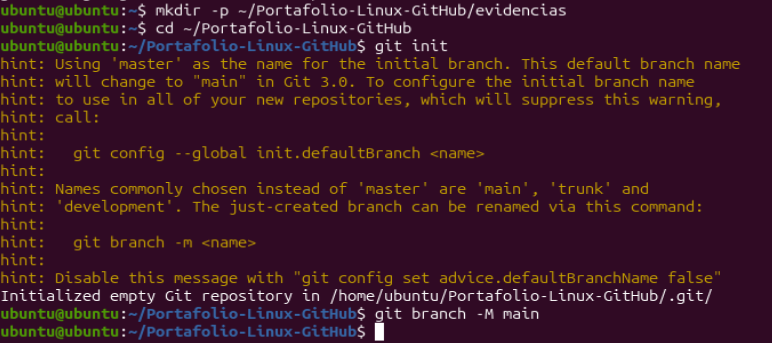 ubuntu@ubuntu:~$ mkdir -p ~/Portafolio-Linux-GitHub/evidencias
ubuntu@ubuntu:~$ cd ~/Portafolio-Linux-GitHub
ubuntu@ubuntu:~/Portafolio-Linux-GitHub$ git init
hint: Using 'master' as the name for the initial branch. This default branch name
hint: will change to "main" in Git 3.0. To configure the initial branch name
hint: to use in all of your new repositories, which will suppress this warning,
hint: call:
hint:
hint:   git config --global init.defaultBranch <name>
hint:
hint: Names commonly chosen instead of 'master' are 'main', 'trunk' and
hint: 'development'. The just-created branch can be renamed via this command:
hint:
hint:   git branch -m <name>
hint:
hint: Disable this message with "git config set advice.defaultBranchName false"
Initialized empty Git repository in /home/ubuntu/Portafolio-Linux-GitHub/.git/
ubuntu@ubuntu:~/Portafolio-Linux-GitHub$ git branch -M main
ubuntu@ubuntu:~/Portafolio-Linux-GitHub$